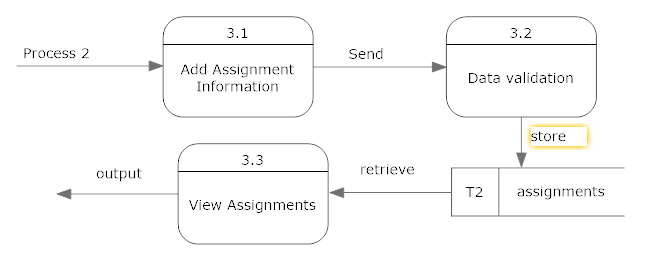 3.1
3.2
Process 2
Send
Add Assignment
Information
Data validation
store
3.3
output
retrieve
View Assignments
T2
assignments